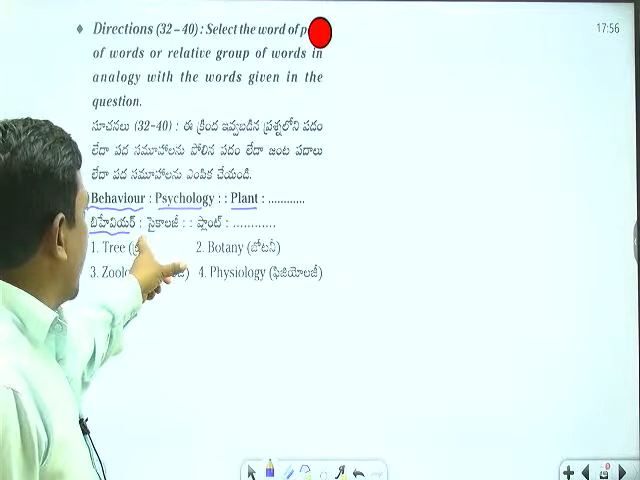 ♦ Directions (32-40) : Select the word of
of words or relative group of words in
analogy with the words given in the
question.
సూచనలు (32-40) : ఈ క్రింద ఇవ్వబడిన ప్రశ్నలోని పదం
లేదా పద సమూహాలను పోలిన పదం లేదా జంట పదాలు
లేదా పద సమూహాలను ఎంపిక చేయండి.
Behaviour : Psychology : : Plant : ............
బిహేవియర్ : సైకాలజీ : : ప్లాంట్ : ............
1. Tree 2. Botany (బోటనీ)
3. 4. Physiology (ఫిజియోలజీ)
17:56